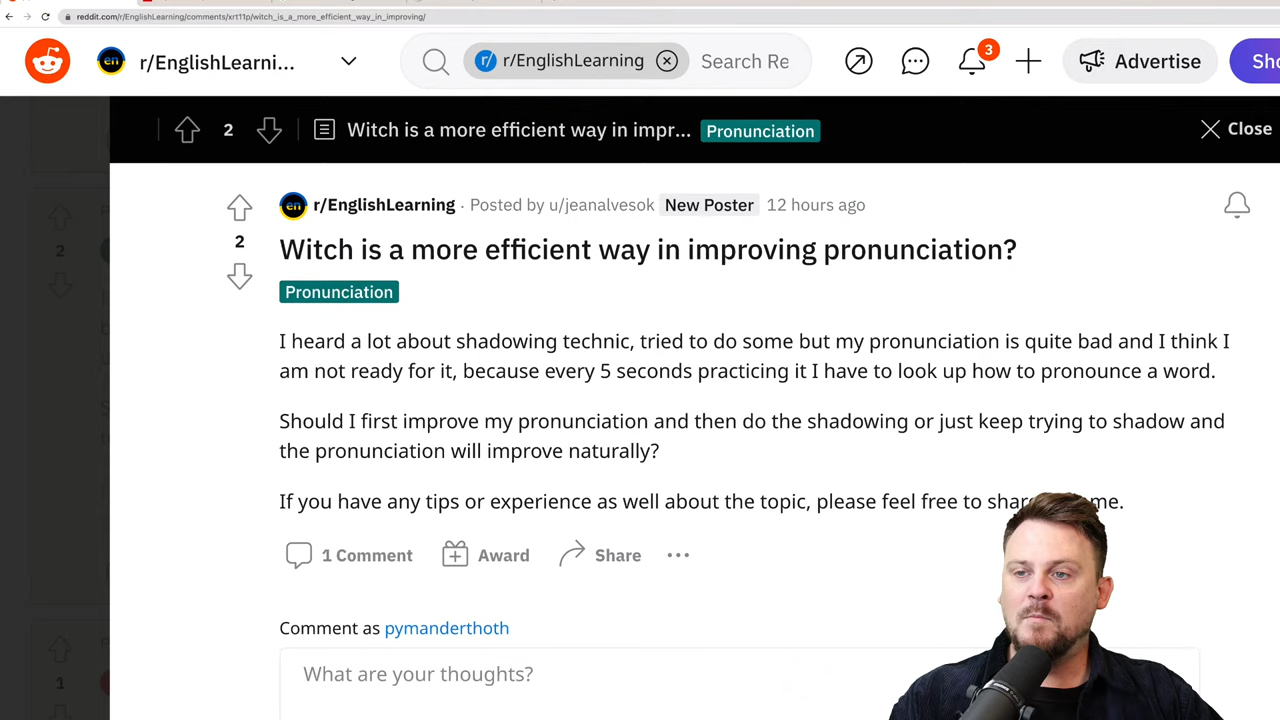 reddit.com/r/EnglishLearning/comments/xrt11p/witch_is_a_more_efficient_way_in_improving/
en r/EnglishLearni... r/EnglishLearning Search Re 3 Advertise Sho
2 Witch is a more efficient way in impr... Pronunciation Close
en r/EnglishLearning · Posted by u/jeanalvesok New Poster 12 hours ago
2
2
Witch is a more efficient way in improving pronunciation?
Pronunciation
I heard a lot about shadowing technic, tried to do some but my pronunciation is quite bad and I think I
am not ready for it, because every 5 seconds practicing it I have to look up how to pronounce a word.
Should I first improve my pronunciation and then do the shadowing or just keep trying to shadow and
the pronunciation will improve naturally?
If you have any tips or experience as well about the topic, please feel free to shar me.
1 Comment Award Share ...
Comment as pymanderthoth
What are your thoughts?
1